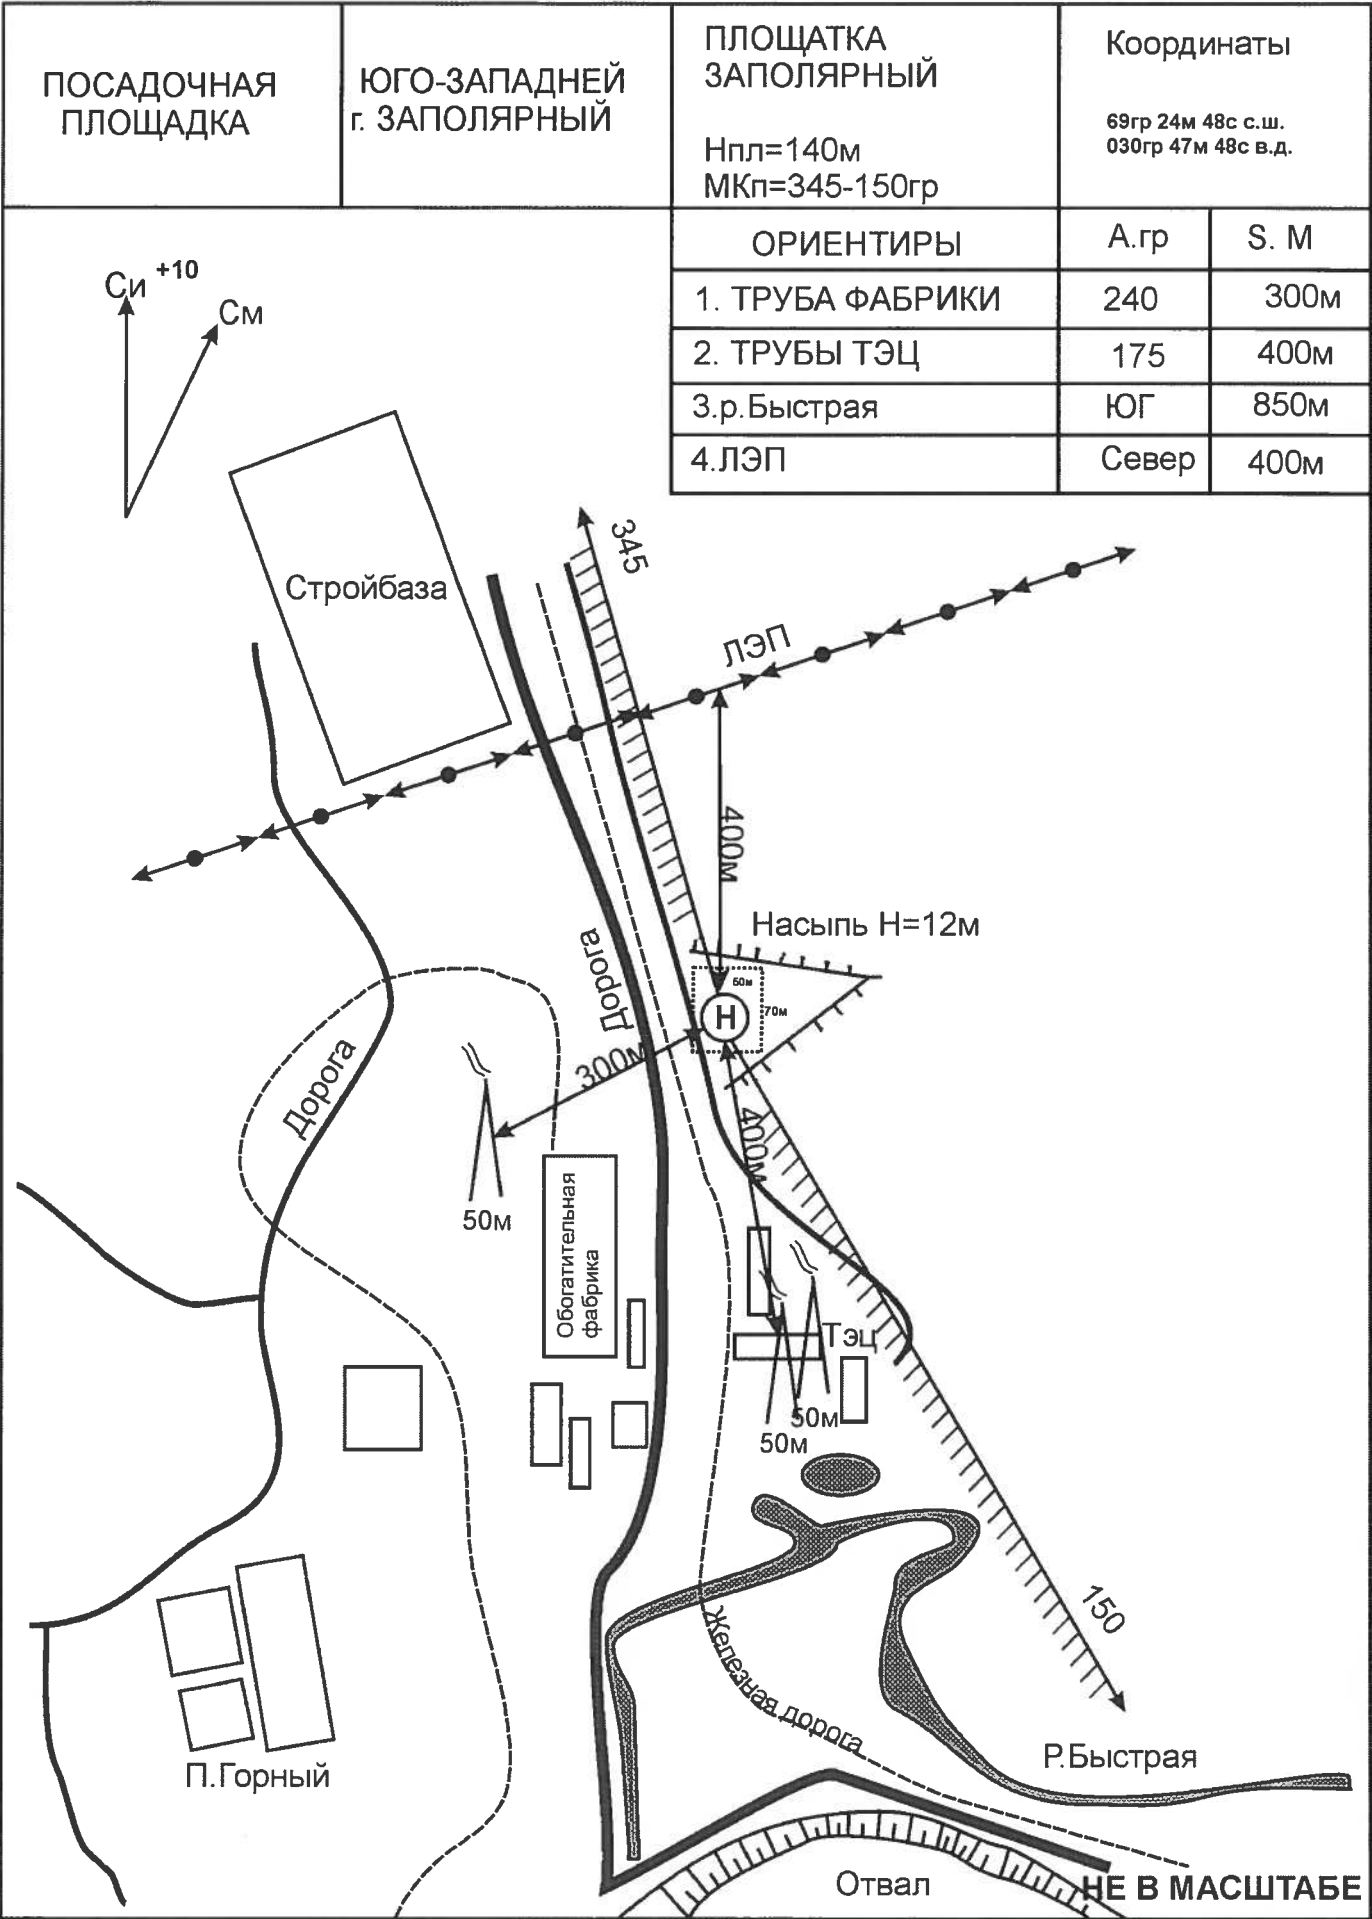 ПОСАДОЧНАЯ
ПЛОЩАДКА
ЮГО-ЗАПАДНЕЙ
г. ЗАПОЛЯРНЫЙ
ПЛОЩАТКА
ЗАПОЛЯРНЫЙ
Нпл=140м
МКп=345-150гр
Координаты
69гр 24м 48с с.ш.
030гр 47м 48с в.д.
ОРИЕНТИРЫ А.гр S. М
1. ТРУБА ФАБРИКИ 240 300м
2. ТРУБЫ ТЭЦ 175 400м
3.р.Быстрая ЮГ 850м
4.ЛЭП Север 400м
Си +10
См
345
Стройбаза
ЛЭП
400м
Насыпь Н=12м
Дорога
50м
70м
Н
Дорога
300м
400м
50м
Обогатительная
фабрика
Тэц
50м
50м
150
Железная дорога
Р.Быстрая
П.Горный
Отвал
НЕ В МАСШТАБЕ